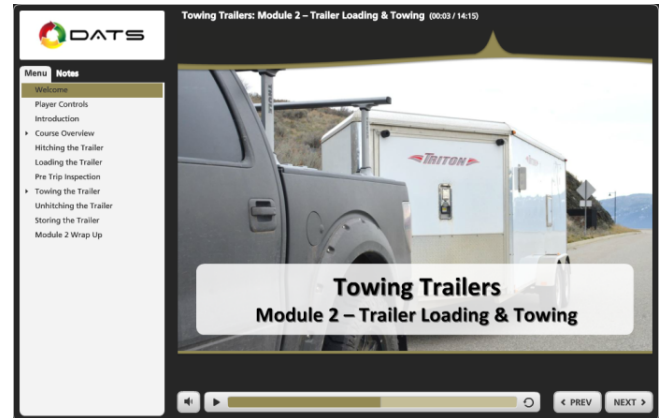 DATS
Towing Trailers: Module 2 – Trailer Loading & Towing (00:03 / 14:15)
Menu Notes
Welcome
Player Controls
Introduction
Course Overview
Hitching the Trailer
Loading the Trailer
Pre Trip Inspection
Towing the Trailer
Unhitching the Trailer
Storing the Trailer
Module 2 Wrap Up
THULE
TRITON
Towing Trailers
Module 2 – Trailer Loading & Towing
< PREV
NEXT >